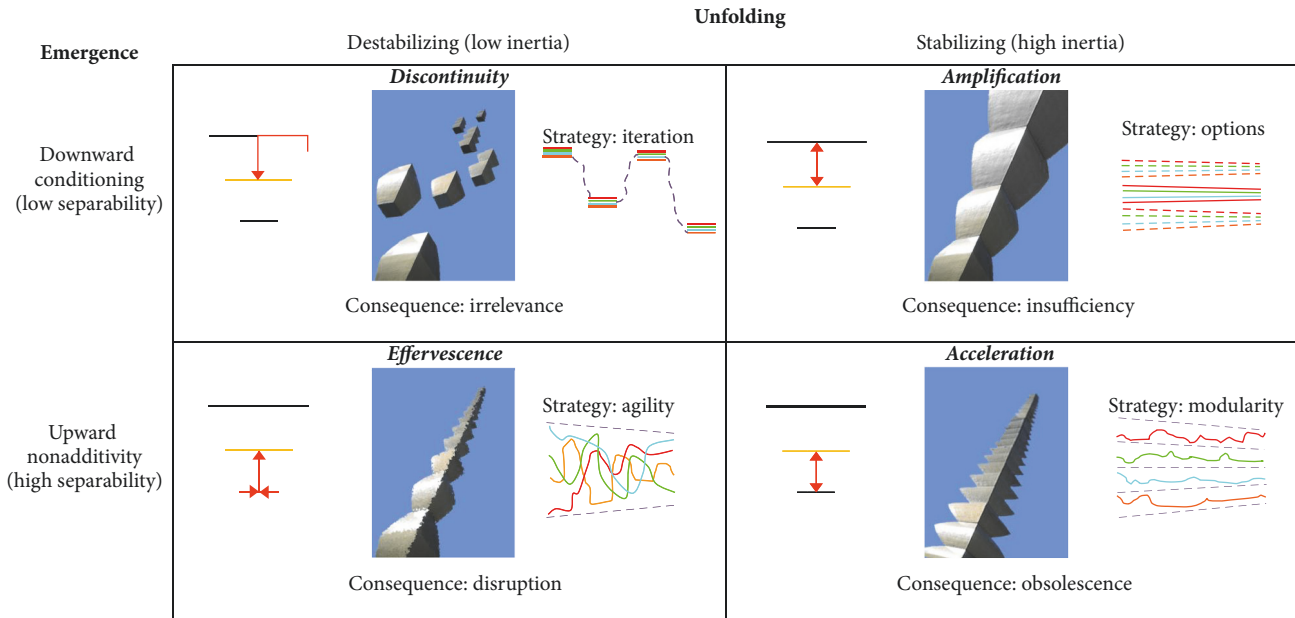 Unfolding
Emergence
Destabilizing (low inertia)
Stabilizing (high inertia)
Downward
conditioning
(low separability)
Discontinuity
Strategy: iteration
Consequence: irrelevance
Amplification
Strategy: options
Consequence: insufficiency
Upward
nonadditivity
(high separability)
Effervescence
Strategy: agility
Consequence: disruption
Acceleration
Strategy: modularity
Consequence: obsolescence